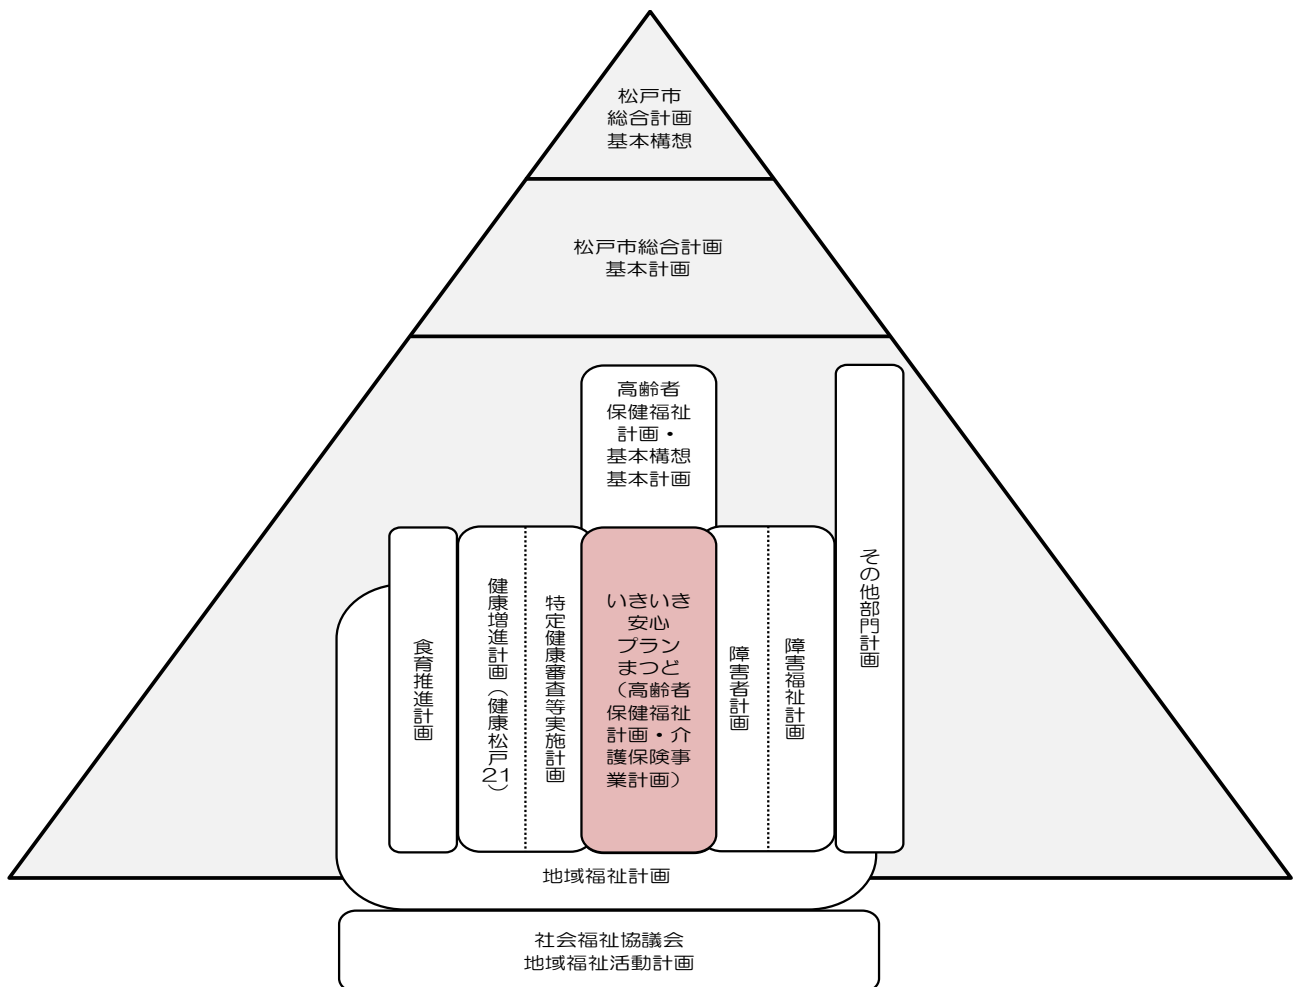 松戸市
総合計画
基本構想
松戸市総合計画
基本計画
高齢者
保健福祉
計画・
基本構想
基本計画
食育推進計画
健康増進計画（健康松戸21）
特定健康審査等実施計画
いきいき
安心
プラン
まつど
（高齢者
保健福祉
計画・介
護保険事
業計画）
障害者計画
障害福祉計画
その他部門計画
地域福祉計画
社会福祉協議会
地域福祉活動計画